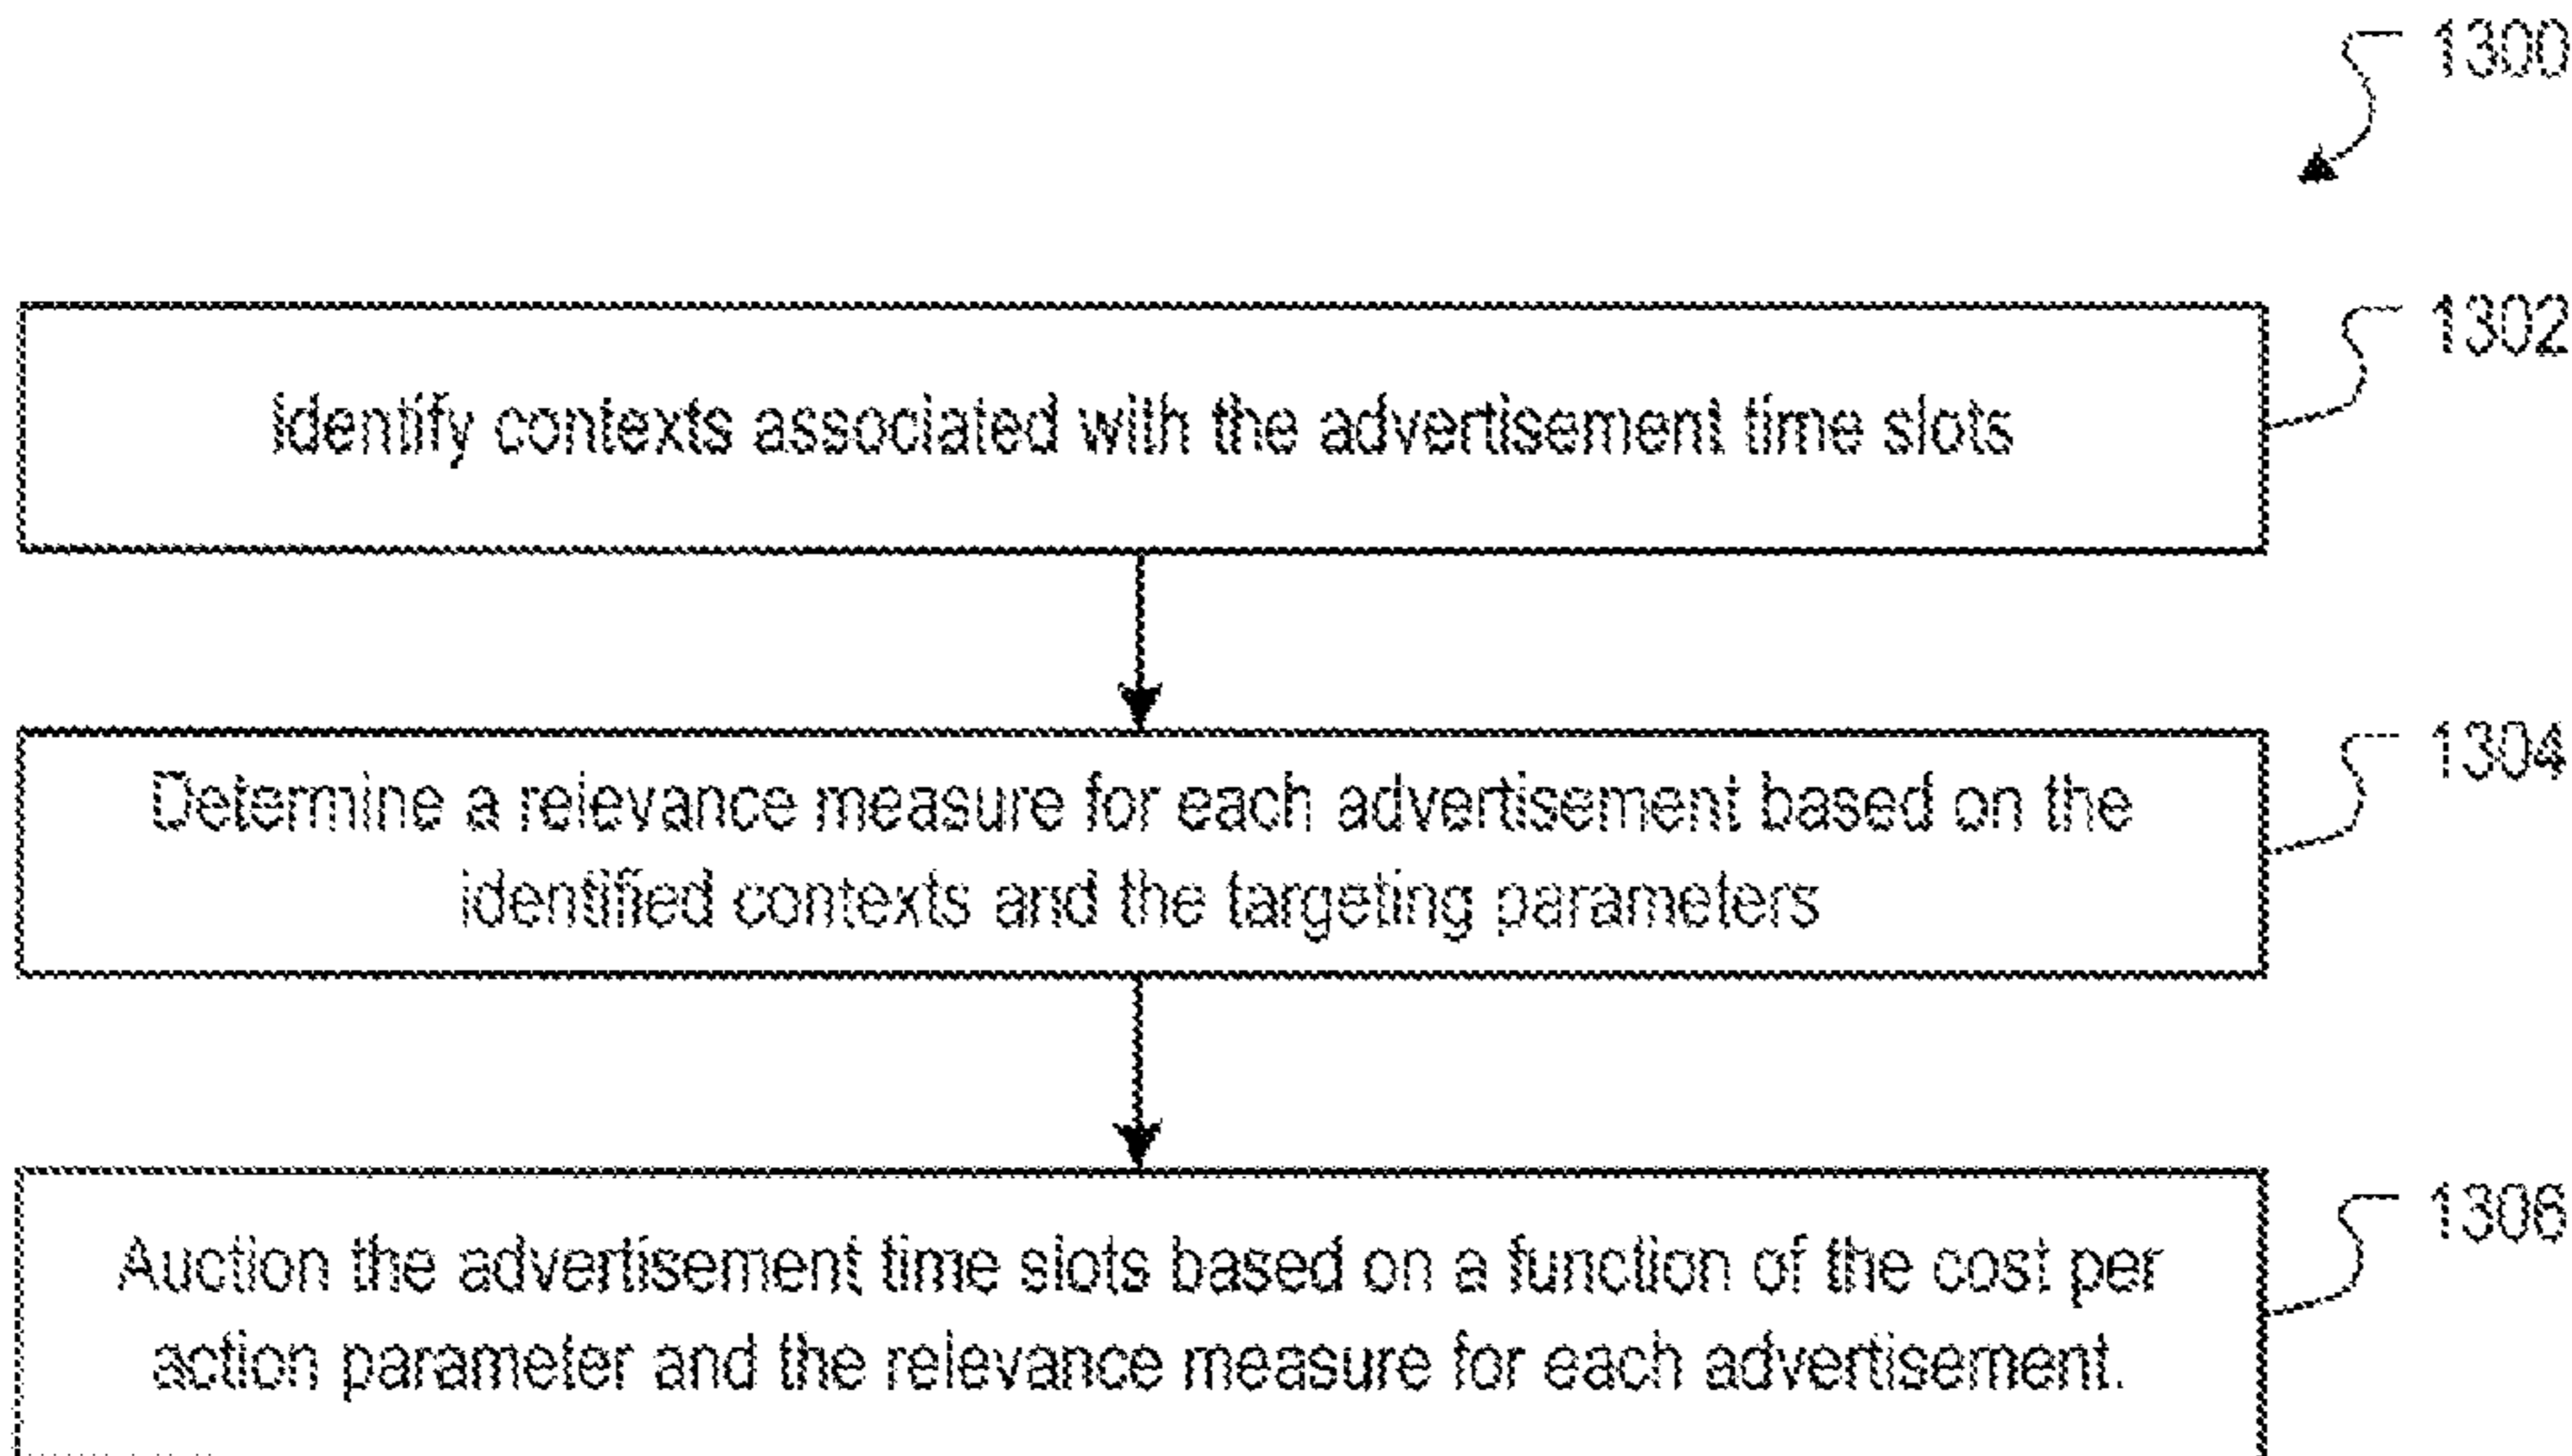 1300
1302
Identify contexts associated with the advertisement time slots
1304
Determine a relevance measure for each advertisement based on the
identified contexts and the targeting parameters
1306
Auction the advertisement time slots based on a function of the cost per
action parameter and the relevance measure for each advertisement.